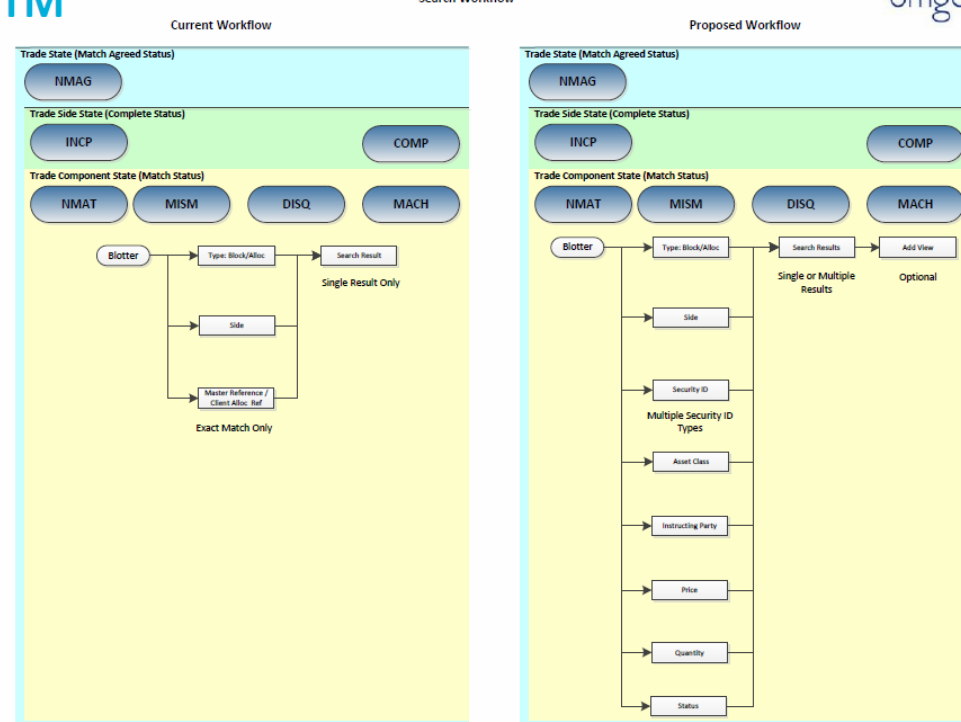 TM
Search Workflow
omge
Current Workflow
Trade State (Match Agreed Status)
NMAG
Trade Side State (Complete Status)
INCP
COMP
Trade Component State (Match Status)
NMAT
MISM
DISQ
MACH
Blotter
Type: Block/Alloc
Search Result
Single Result Only
Side
Master Reference /
Client Alloc Ref
Exact Match Only
Proposed Workflow
Trade State (Match Agreed Status)
NMAG
Trade Side State (Complete Status)
INCP
COMP
Trade Component State (Match Status)
NMAT
MISM
DISQ
MACH
Blotter
Type: Block/Alloc
Search Results
Add View
Single or Multiple
Results
Optional
Side
Security ID
Multiple Security ID
Types
Asset Class
Instructing Party
Price
Quantity
Status